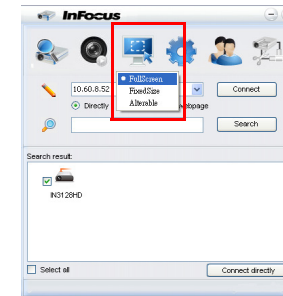 InFocus
FullScreen
10.60.8.52
FixedSize
Connect
Directly
Alterable
webpage
Search
Search result:
IN3128HD
Select all
Connect directly